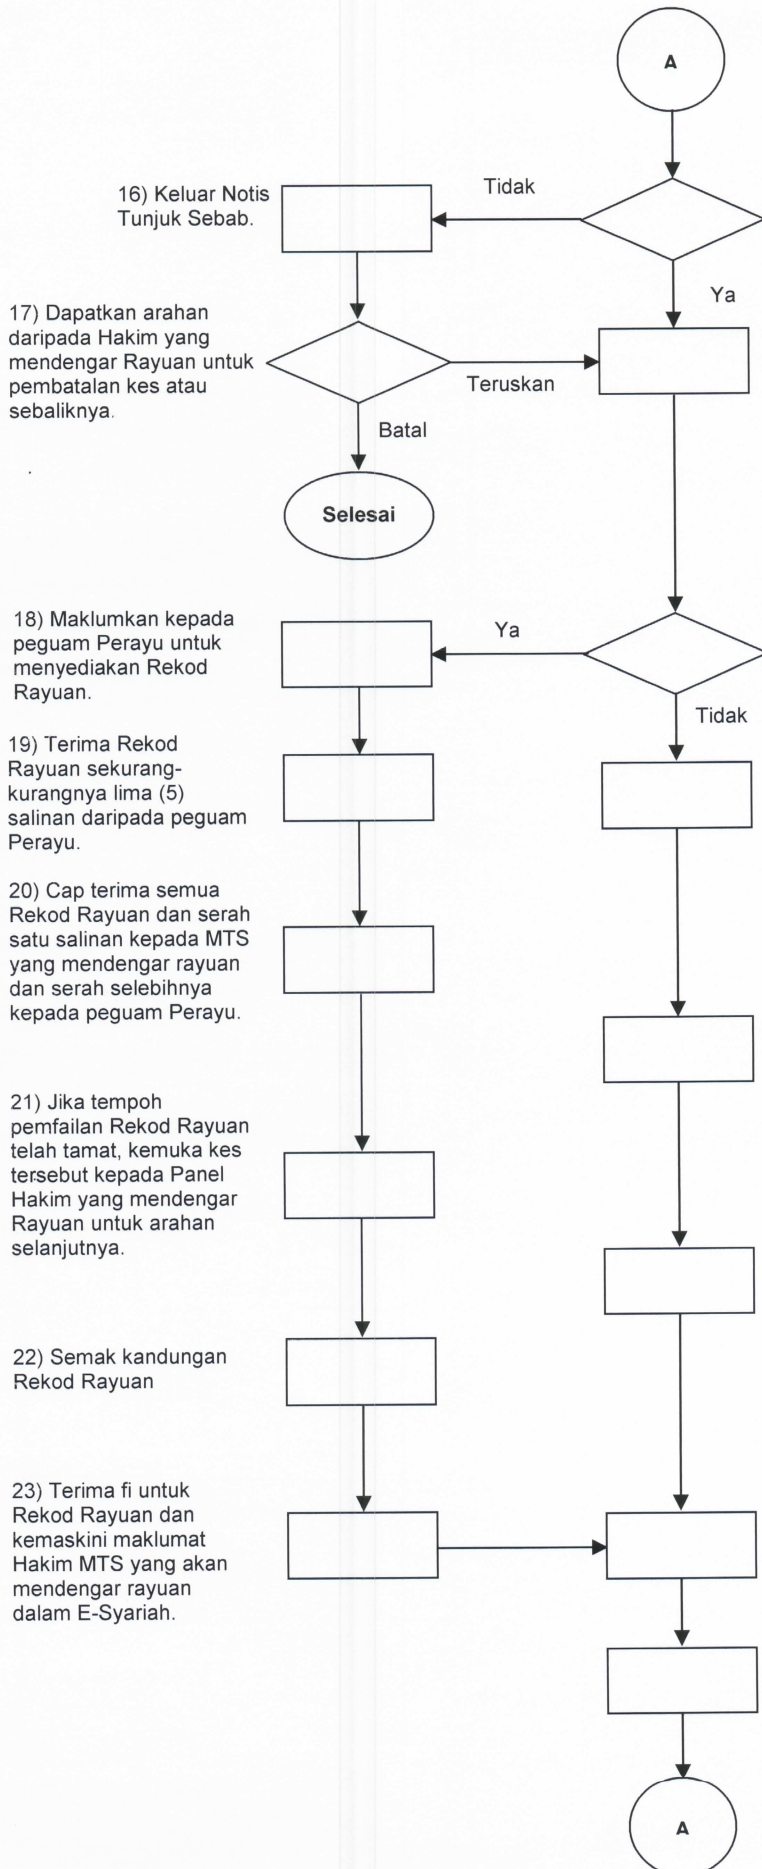 A
16) Keluar Notis
Tunjuk Sebab.
Tidak
Ya
17) Dapatkan arahan
daripada Hakim yang
mendengar Rayuan untuk
pembatalan kes atau
sebaliknya.
Teruskan
Batal
Selesai
18) Maklumkan kepada
peguam Perayu untuk
menyediakan Rekod
Rayuan.
Ya
Tidak
19) Terima Rekod
Rayuan sekurang-
kurangnya lima (5)
salinan daripada peguam
Perayu.
20) Cap terima semua
Rekod Rayuan dan serah
satu salinan kepada MTS
yang mendengar rayuan
dan serah selebihnya
kepada peguam Perayu.
21) Jika tempoh
pemfailan Rekod Rayuan
telah tamat, kemuka kes
tersebut kepada Panel
Hakim yang mendengar
Rayuan untuk arahan
selanjutnya.
22) Semak kandungan
Rekod Rayuan
23) Terima fi untuk
Rekod Rayuan dan
kemaskini maklumat
Hakim MTS yang akan
mendengar rayuan
dalam E-Syariah.
A